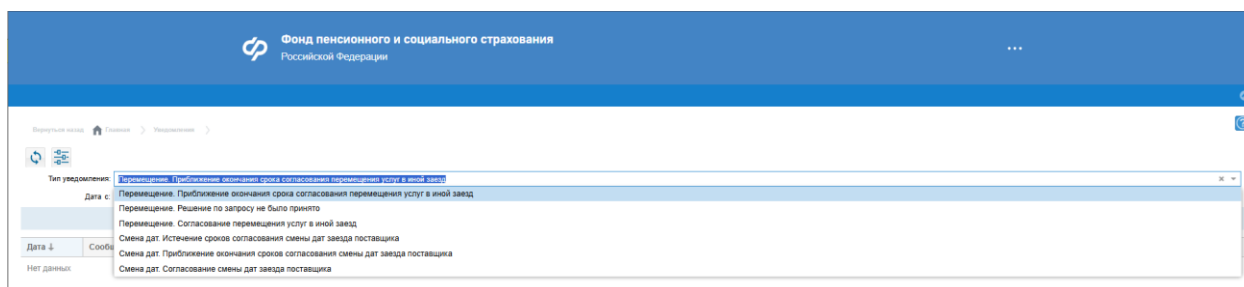 Фонд пенсионного и социального страхования
Российской Федерации
Вернуться назад Главная Уведомления
Тип уведомления: Перемещение. Приближение окончания срока согласования перемещения услуг в иной заезд
Дата с: Перемещение. Приближение окончания срока согласования перемещения услуг в иной заезд
Перемещение. Решение по запросу не было принято
Перемещение. Согласование перемещения услуг в иной заезд
Смена дат. Истечение сроков согласования смены дат заезда поставщика
Дата ↓
Смена дат. Приближение окончания сроков согласования смены дат заезда поставщика
Нет данных Смена дат. Согласование смены дат заезда поставщика